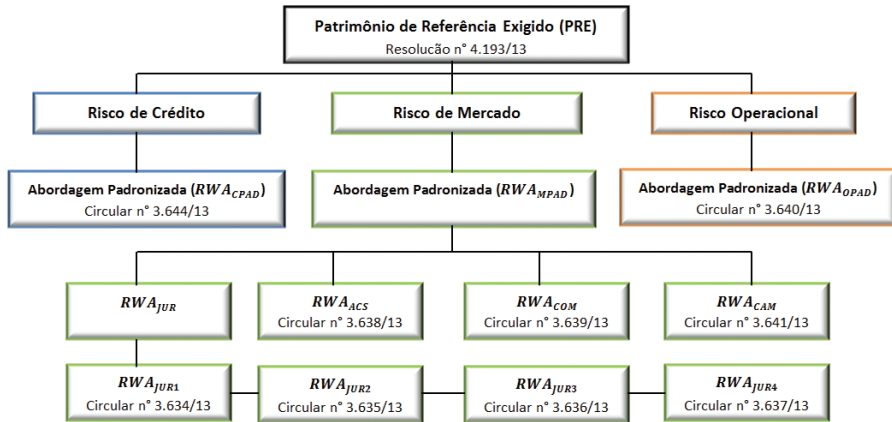 Patrimônio de Referência Exigido (PRE)
Resolucão n° 4.193/13
Risco de Crédito
Risco de Mercado
Risco Operacional
Abordagem Padronizada (RWA_CPAD)
Circular n° 3.644/13
Abordagem Padronizada (RWA_MPAD)
Abordagem Padronizada (RWA_OPAD)
Circular n° 3.640/13
RWA_JUR
RWA_ACS
Circular n° 3.638/13
RWA_COM
Circular n° 3.639/13
RWA_CAM
Circular n° 3.641/13
RWA_JUR1
Circular n° 3.634/13
RWA_JUR2
Circular n° 3.635/13
RWA_JUR3
Circular n° 3.636/13
RWA_JUR4
Circular n° 3.637/13